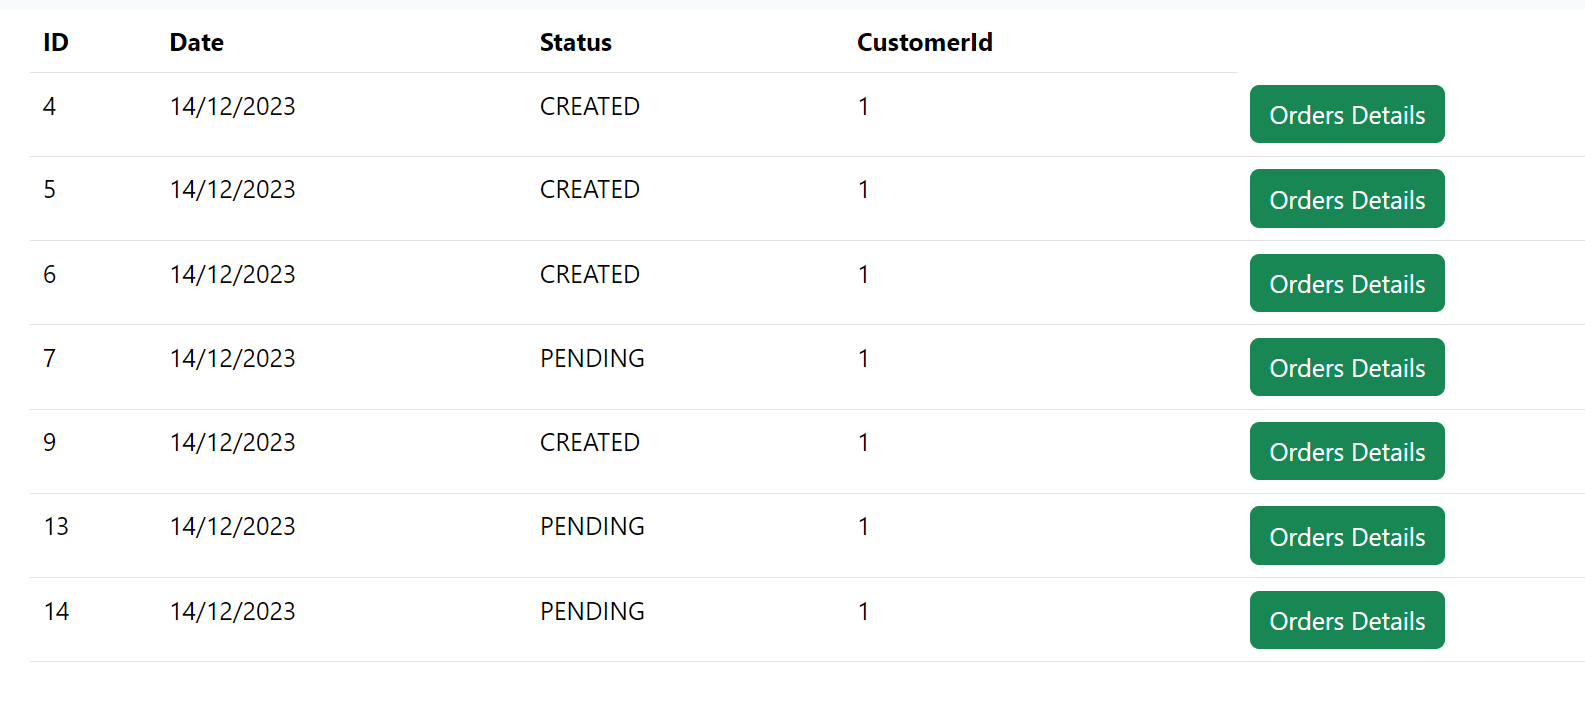 ID Date Status CustomerId
4 14/12/2023 CREATED 1 Orders Details
5 14/12/2023 CREATED 1 Orders Details
6 14/12/2023 CREATED 1 Orders Details
7 14/12/2023 PENDING 1 Orders Details
9 14/12/2023 CREATED 1 Orders Details
13 14/12/2023 PENDING 1 Orders Details
14 14/12/2023 PENDING 1 Orders Details